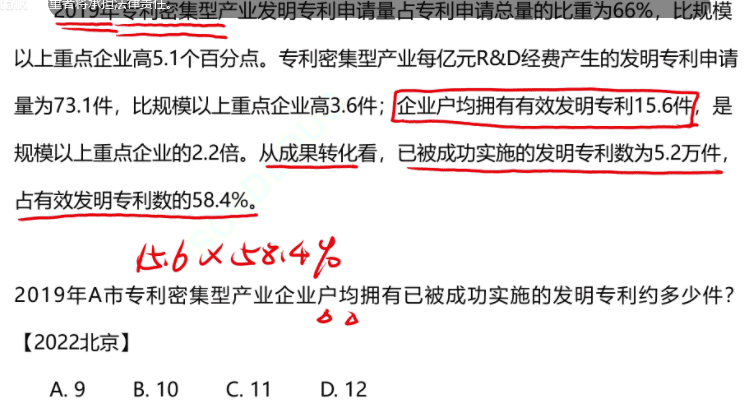 重者将承担法律责任。
2019年专利密集型产业发明专利申请量占专利申请总量的比重为66%，比规模
以上重点企业高5.1个百分点。专利密集型产业每亿元R&D经费产生的发明专利申请
量为73.1件，比规模以上重点企业高3.6件；企业户均拥有有效发明专利15.6件，是
规模以上重点企业的2.2倍。从成果转化看，已被成功实施的发明专利数为5.2万件，
占有效发明专利数的58.4%。
15.6×58.4%
2019年A市专利密集型产业企业户均拥有已被成功实施的发明专利约多少件？
【2022北京】
A. 9 B. 10 C. 11 D. 12